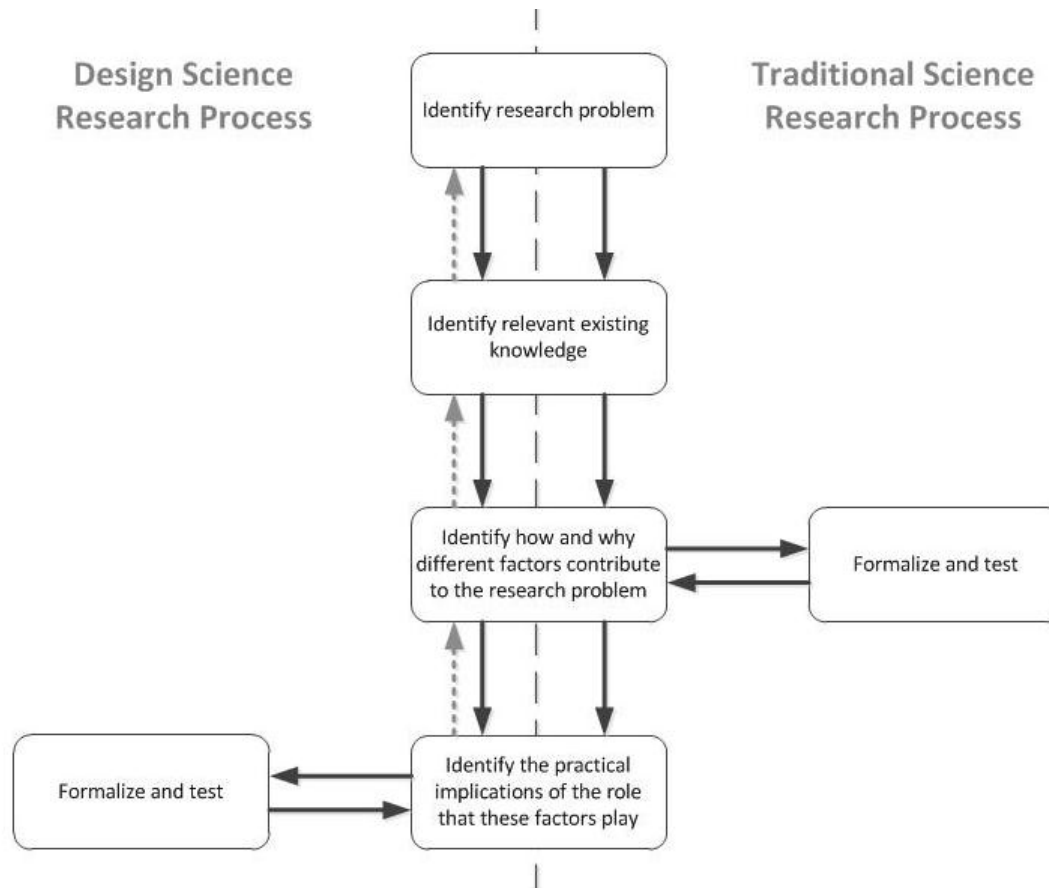 Design Science
Research Process
Traditional Science
Research Process
Identify research problem
Identify relevant existing
knowledge
Identify how and why
different factors contribute
to the research problem
Formalize and test
Formalize and test
Identify the practical
implications of the role
that these factors play